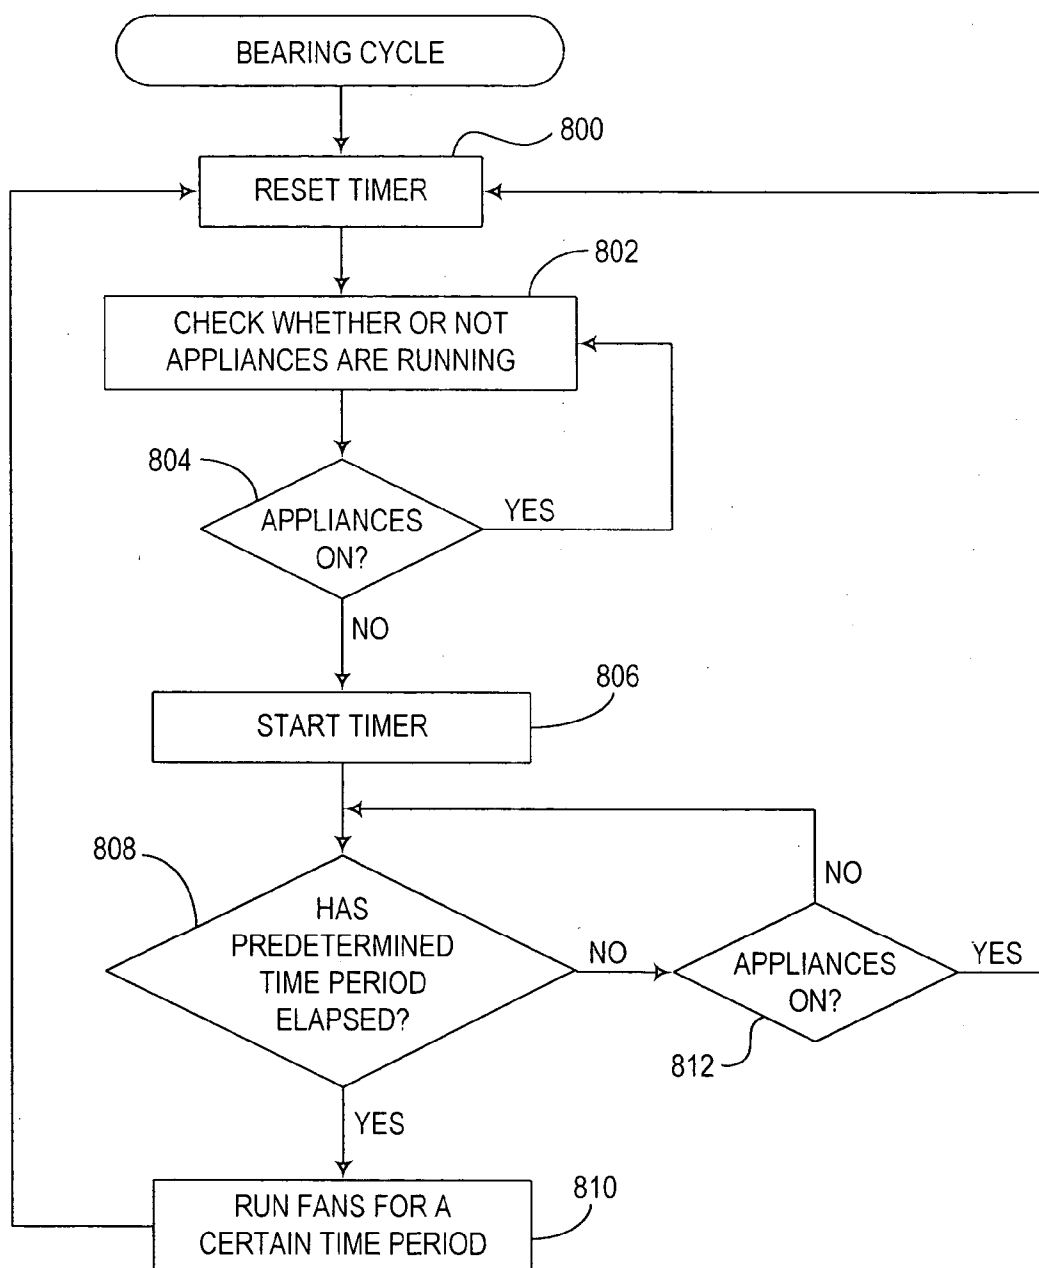 BEARING CYCLE
800
RESET TIMER
802
CHECK WHETHER OR NOT
APPLIANCES ARE RUNNING
804
APPLIANCES
ON?
YES
NO
806
START TIMER
808
HAS
PREDETERMINED
TIME PERIOD
ELAPSED?
NO
NO
APPLIANCES
ON?
YES
812
YES
810
RUN FANS FOR A
CERTAIN TIME PERIOD